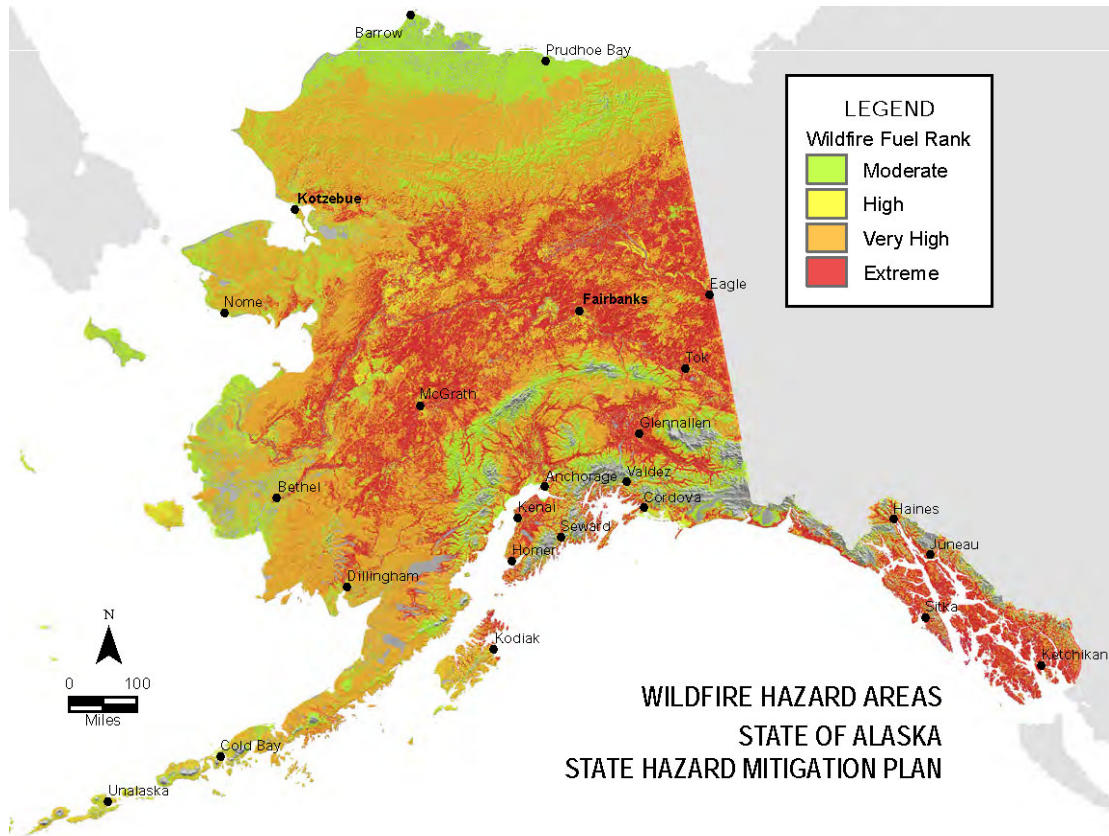 Barrow
Prudhoe Bay
LEGEND
Wildfire Fuel Rank
Moderate
High
Very High
Extreme
Kotzebue
Nome
Fairbanks
Eagle
Tok
McGrath
Glennallen
Bethel
Anchorage
Valdez
Cordova
Kenai
Seward
Homer
Haines
Juneau
Dillingham
Sitka
Kodiak
Ketchikan
N
0 100
Miles
WILDFIRE HAZARD AREAS
STATE OF ALASKA
STATE HAZARD MITIGATION PLAN
Cold Bay
Unalaska